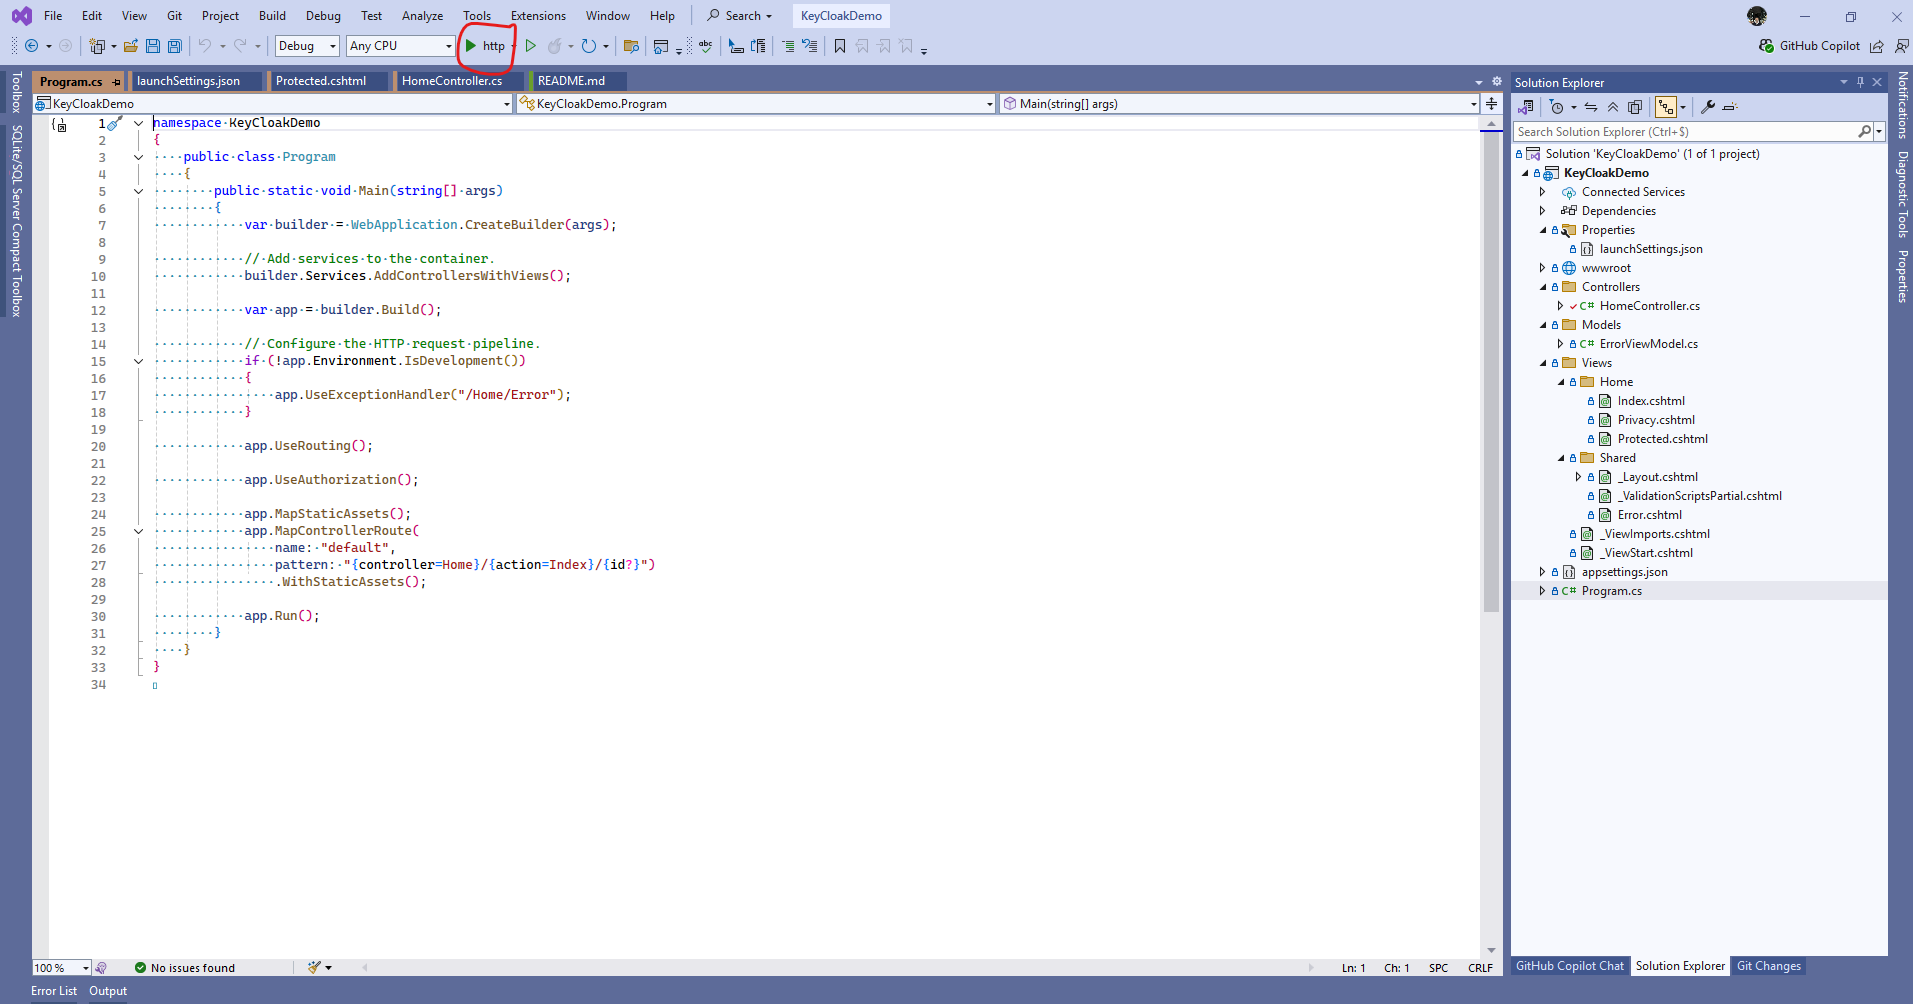 File Edit View Git Project Build Debug Test Analyze Tools Extensions Window Help Search KeyCloakDemo
Debug Any CPU http abc GitHub Copilot
Program.cs launchSettings.json Protected.cshtml HomeController.cs README.md
KeyCloakDemo KeyCloakDemo.Program Main(string[] args)
Toolbox
SQLite/SQL Server Compact Toolbox
1 namespace KeyCloakDemo
2 {
3 public class Program
4 {
5 public static void Main(string[] args)
6 {
7 var builder = WebApplication.CreateBuilder(args);
8
9 // Add services to the container.
10 builder.Services.AddControllersWithViews();
11
12 var app = builder.Build();
13
14 // Configure the HTTP request pipeline.
15 if (!app.Environment.IsDevelopment())
16 {
17 app.UseExceptionHandler("/Home/Error");
18 }
19
20 app.UseRouting();
21
22 app.UseAuthorization();
23
24 app.MapStaticAssets();
25 app.MapControllerRoute(
26 name: "default",
27 pattern: "{controller=Home}/{action=Index}/{id?}")
28 .WithStaticAssets();
29
30 app.Run();
31 }
32 }
33 }
34
100 % No issues found Ln: 1 Ch: 1 SPC CRLF
Error List Output
Solution Explorer
Search Solution Explorer (Ctrl+$)
Solution 'KeyCloakDemo' (1 of 1 project)
KeyCloakDemo
Connected Services
Dependencies
Properties
launchSettings.json
wwwroot
Controllers
C# HomeController.cs
Models
C# ErrorViewModel.cs
Views
Home
Index.cshtml
Privacy.cshtml
Protected.cshtml
Shared
_Layout.cshtml
_ValidationScriptsPartial.cshtml
Error.cshtml
_ViewImports.cshtml
_ViewStart.cshtml
appsettings.json
C# Program.cs
GitHub Copilot Chat Solution Explorer Git Changes
Notifications
Diagnostic Tools
Properties